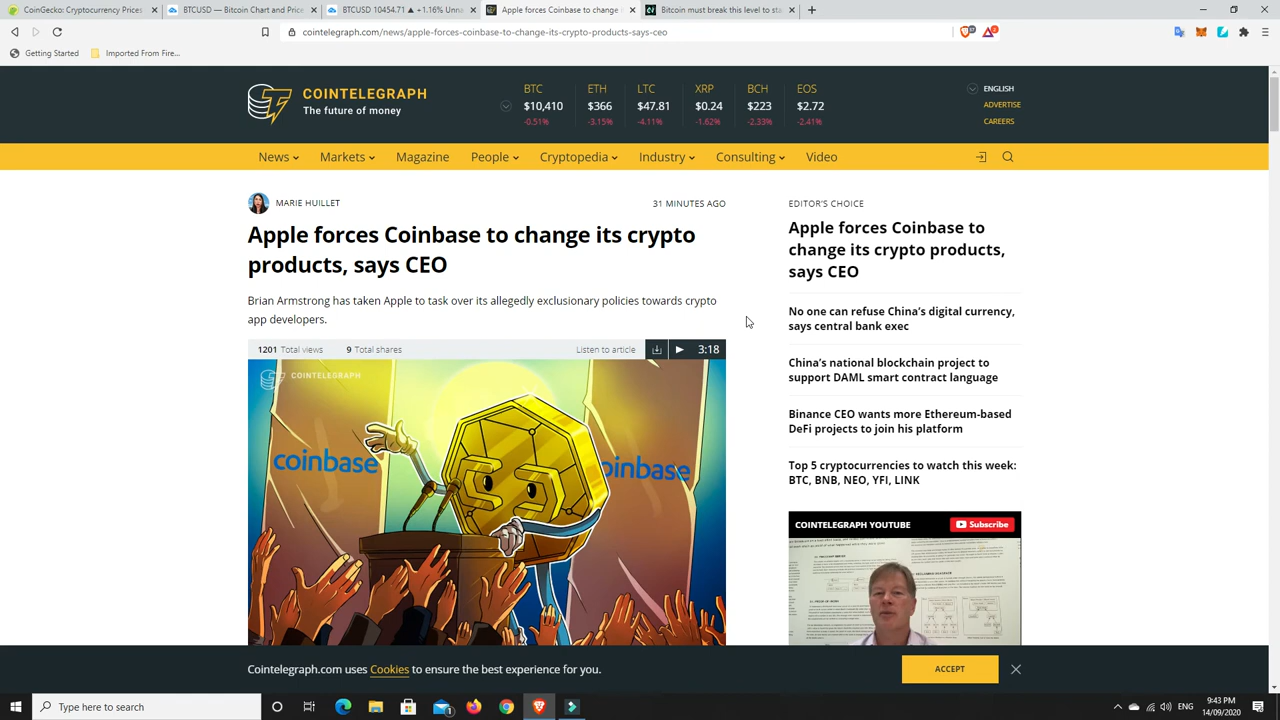 CoinGecko: Cryptocurrency Prices
BTCUSD — Bitcoin Chart and Price
BTCUSD 10454.71 ▲ +1.16% Unna
Apple forces Coinbase to change
Bitcoin must break this level to sta
cointelegraph.com/news/apple-forces-coinbase-to-change-its-crypto-products-says-ceo
Getting Started
Imported From Fire...
COINTELEGRAPH
The future of money
BTC ETH LTC XRP BCH EOS
$10,410 $366 $47.81 $0.24 $223 $2.72
-0.51% -3.15% -4.11% -1.62% -2.33% -2.41%
ENGLISH
ADVERTISE
CAREERS
News Markets Magazine People Cryptopedia Industry Consulting Video
MARIE HUILLET
31 MINUTES AGO
Apple forces Coinbase to change its crypto
products, says CEO
Brian Armstrong has taken Apple to task over its allegedly exclusionary policies towards crypto
app developers.
1201 Total views 9 Total shares Listen to article 3:18
COINTELEGRAPH
coinbase
oinbase
EDITOR'S CHOICE
Apple forces Coinbase to
change its crypto products,
says CEO
No one can refuse China's digital currency,
says central bank exec
China's national blockchain project to
support DAML smart contract language
Binance CEO wants more Ethereum-based
DeFi projects to join his platform
Top 5 cryptocurrencies to watch this week:
BTC, BNB, NEO, YFI, LINK
COINTELEGRAPH YOUTUBE
Subscribe
Cointelegraph.com uses Cookies to ensure the best experience for you.
ACCEPT
Type here to search
ENG
9:43 PM
14/09/2020